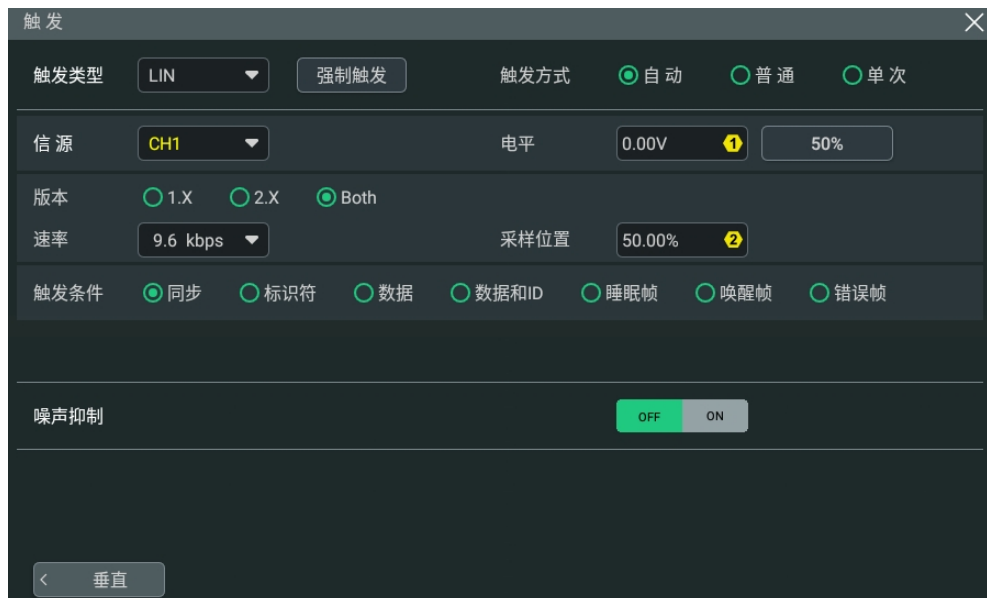 触发
触发类型 LIN 强制触发 触发方式 自动 普通 单次
信源 CH1 电平 0.00V 1 50%
版本 1.X 2.X Both
速率 9.6 kbps 采样位置 50.00% 2
触发条件 同步 标识符 数据 数据和ID 睡眠帧 唤醒帧 错误帧
噪声抑制 OFF ON
垂直